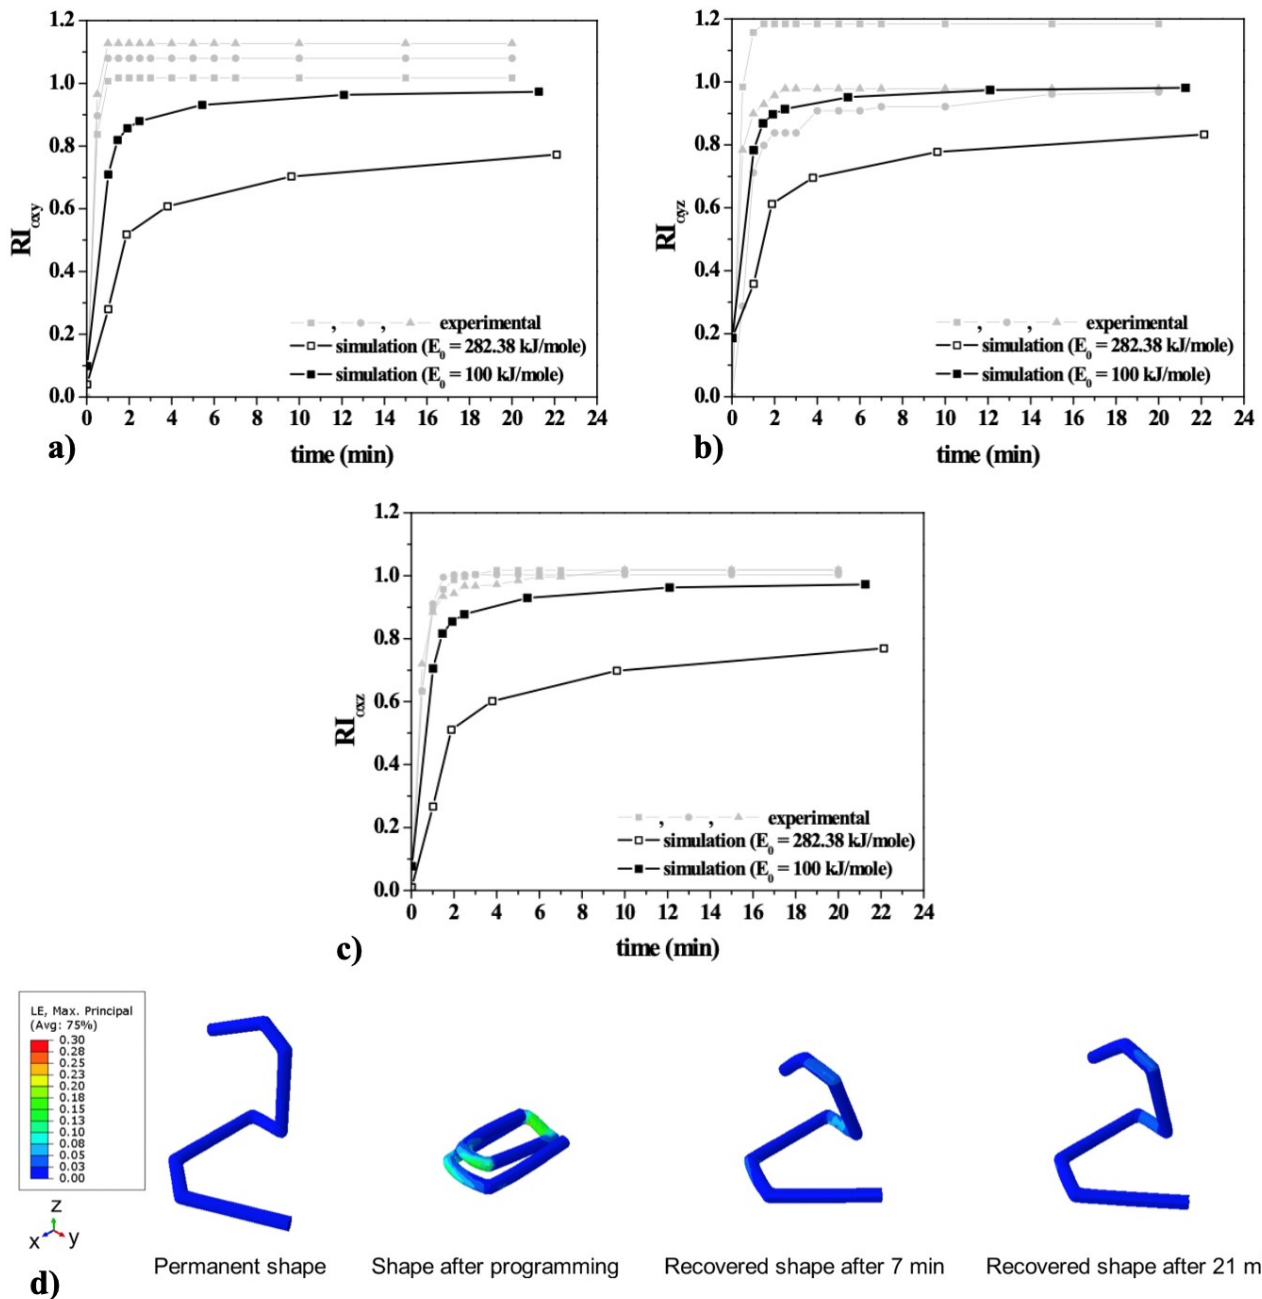 1.2
1.0
0.8
0.6
0.4
0.2
0.0
RIαxy
, , experimental
simulation (E0 = 282.38 kJ/mole)
simulation (E0 = 100 kJ/mole)
0 2 4 6 8 10 12 14 16 18 20 22 24
a) time (min)
1.2
1.0
0.8
0.6
0.4
0.2
0.0
RIαyz
, , experimental
simulation (E0 = 282.38 kJ/mole)
simulation (E0 = 100 kJ/mole)
0 2 4 6 8 10 12 14 16 18 20 22 24
b) time (min)
1.2
1.0
0.8
0.6
0.4
0.2
0.0
RIαxz
, , experimental
simulation (E0 = 282.38 kJ/mole)
simulation (E0 = 100 kJ/mole)
0 2 4 6 8 10 12 14 16 18 20 22 24
c) time (min)
LE, Max. Principal
(Avg: 75%)
0.30
0.28
0.25
0.23
0.20
0.18
0.15
0.13
0.10
0.08
0.05
0.03
0.00
z
x y
d)
Permanent shape
Shape after programming
Recovered shape after 7 min
Recovered shape after 21 m